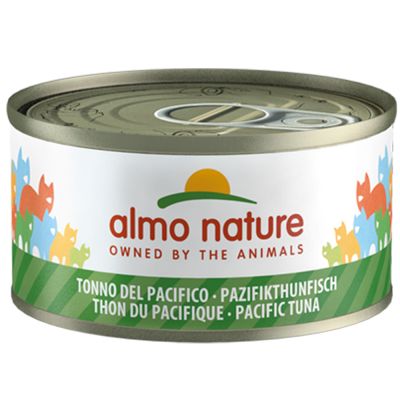 almo nature
OWNED BY THE ANIMALS
TONNO DEL PACIFICO · PAZIFIKTHUNFISCH
THON DU PACIFIQUE · PACIFIC TUNA